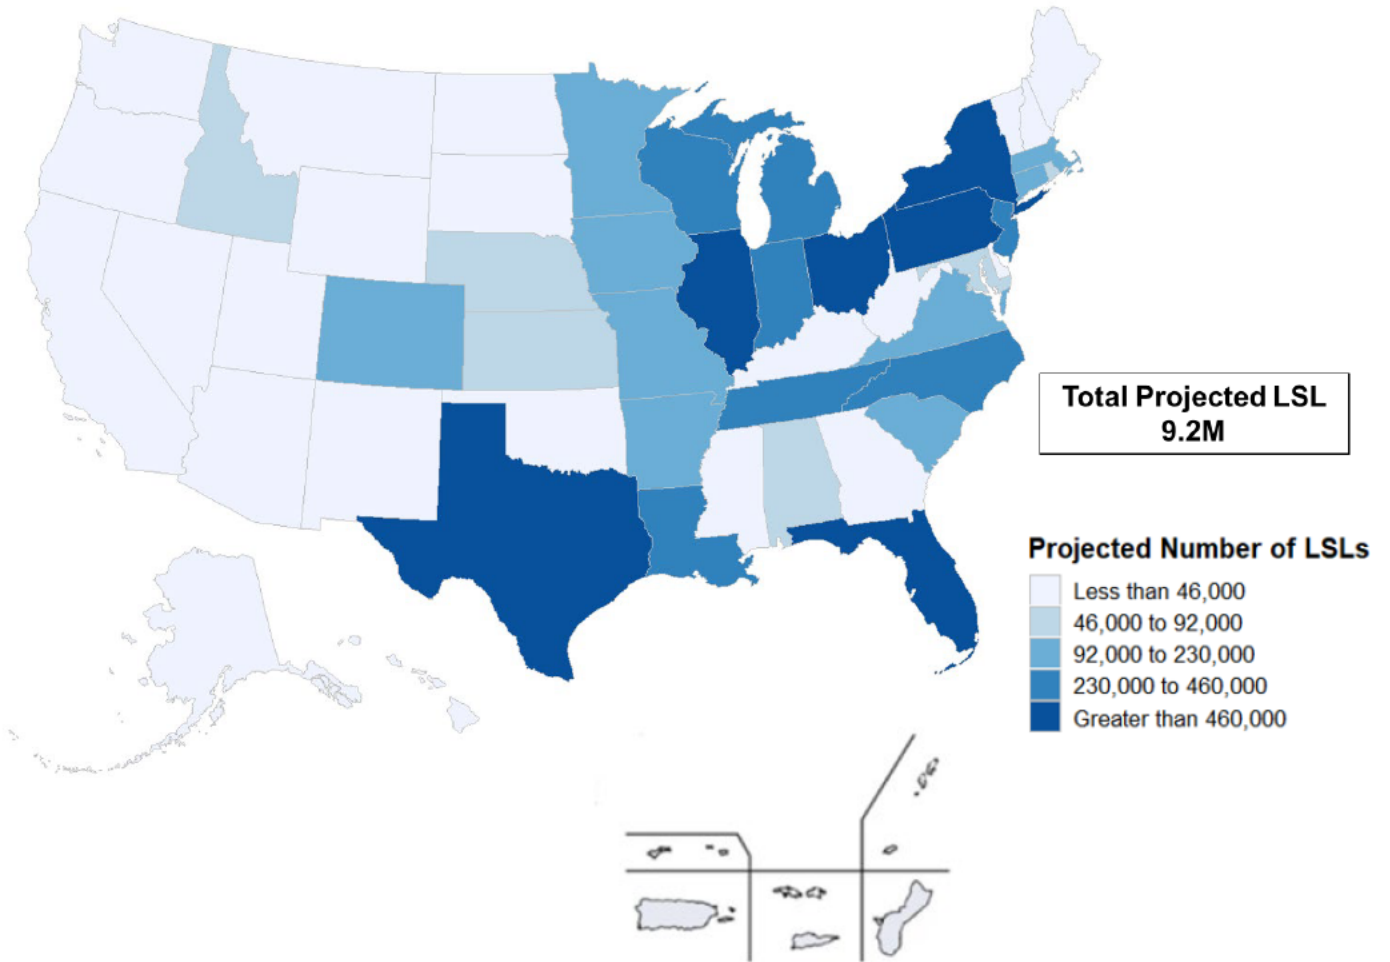 Total Projected LSL
9.2M
Projected Number of LSLs
Less than 46,000
46,000 to 92,000
92,000 to 230,000
230,000 to 460,000
Greater than 460,000